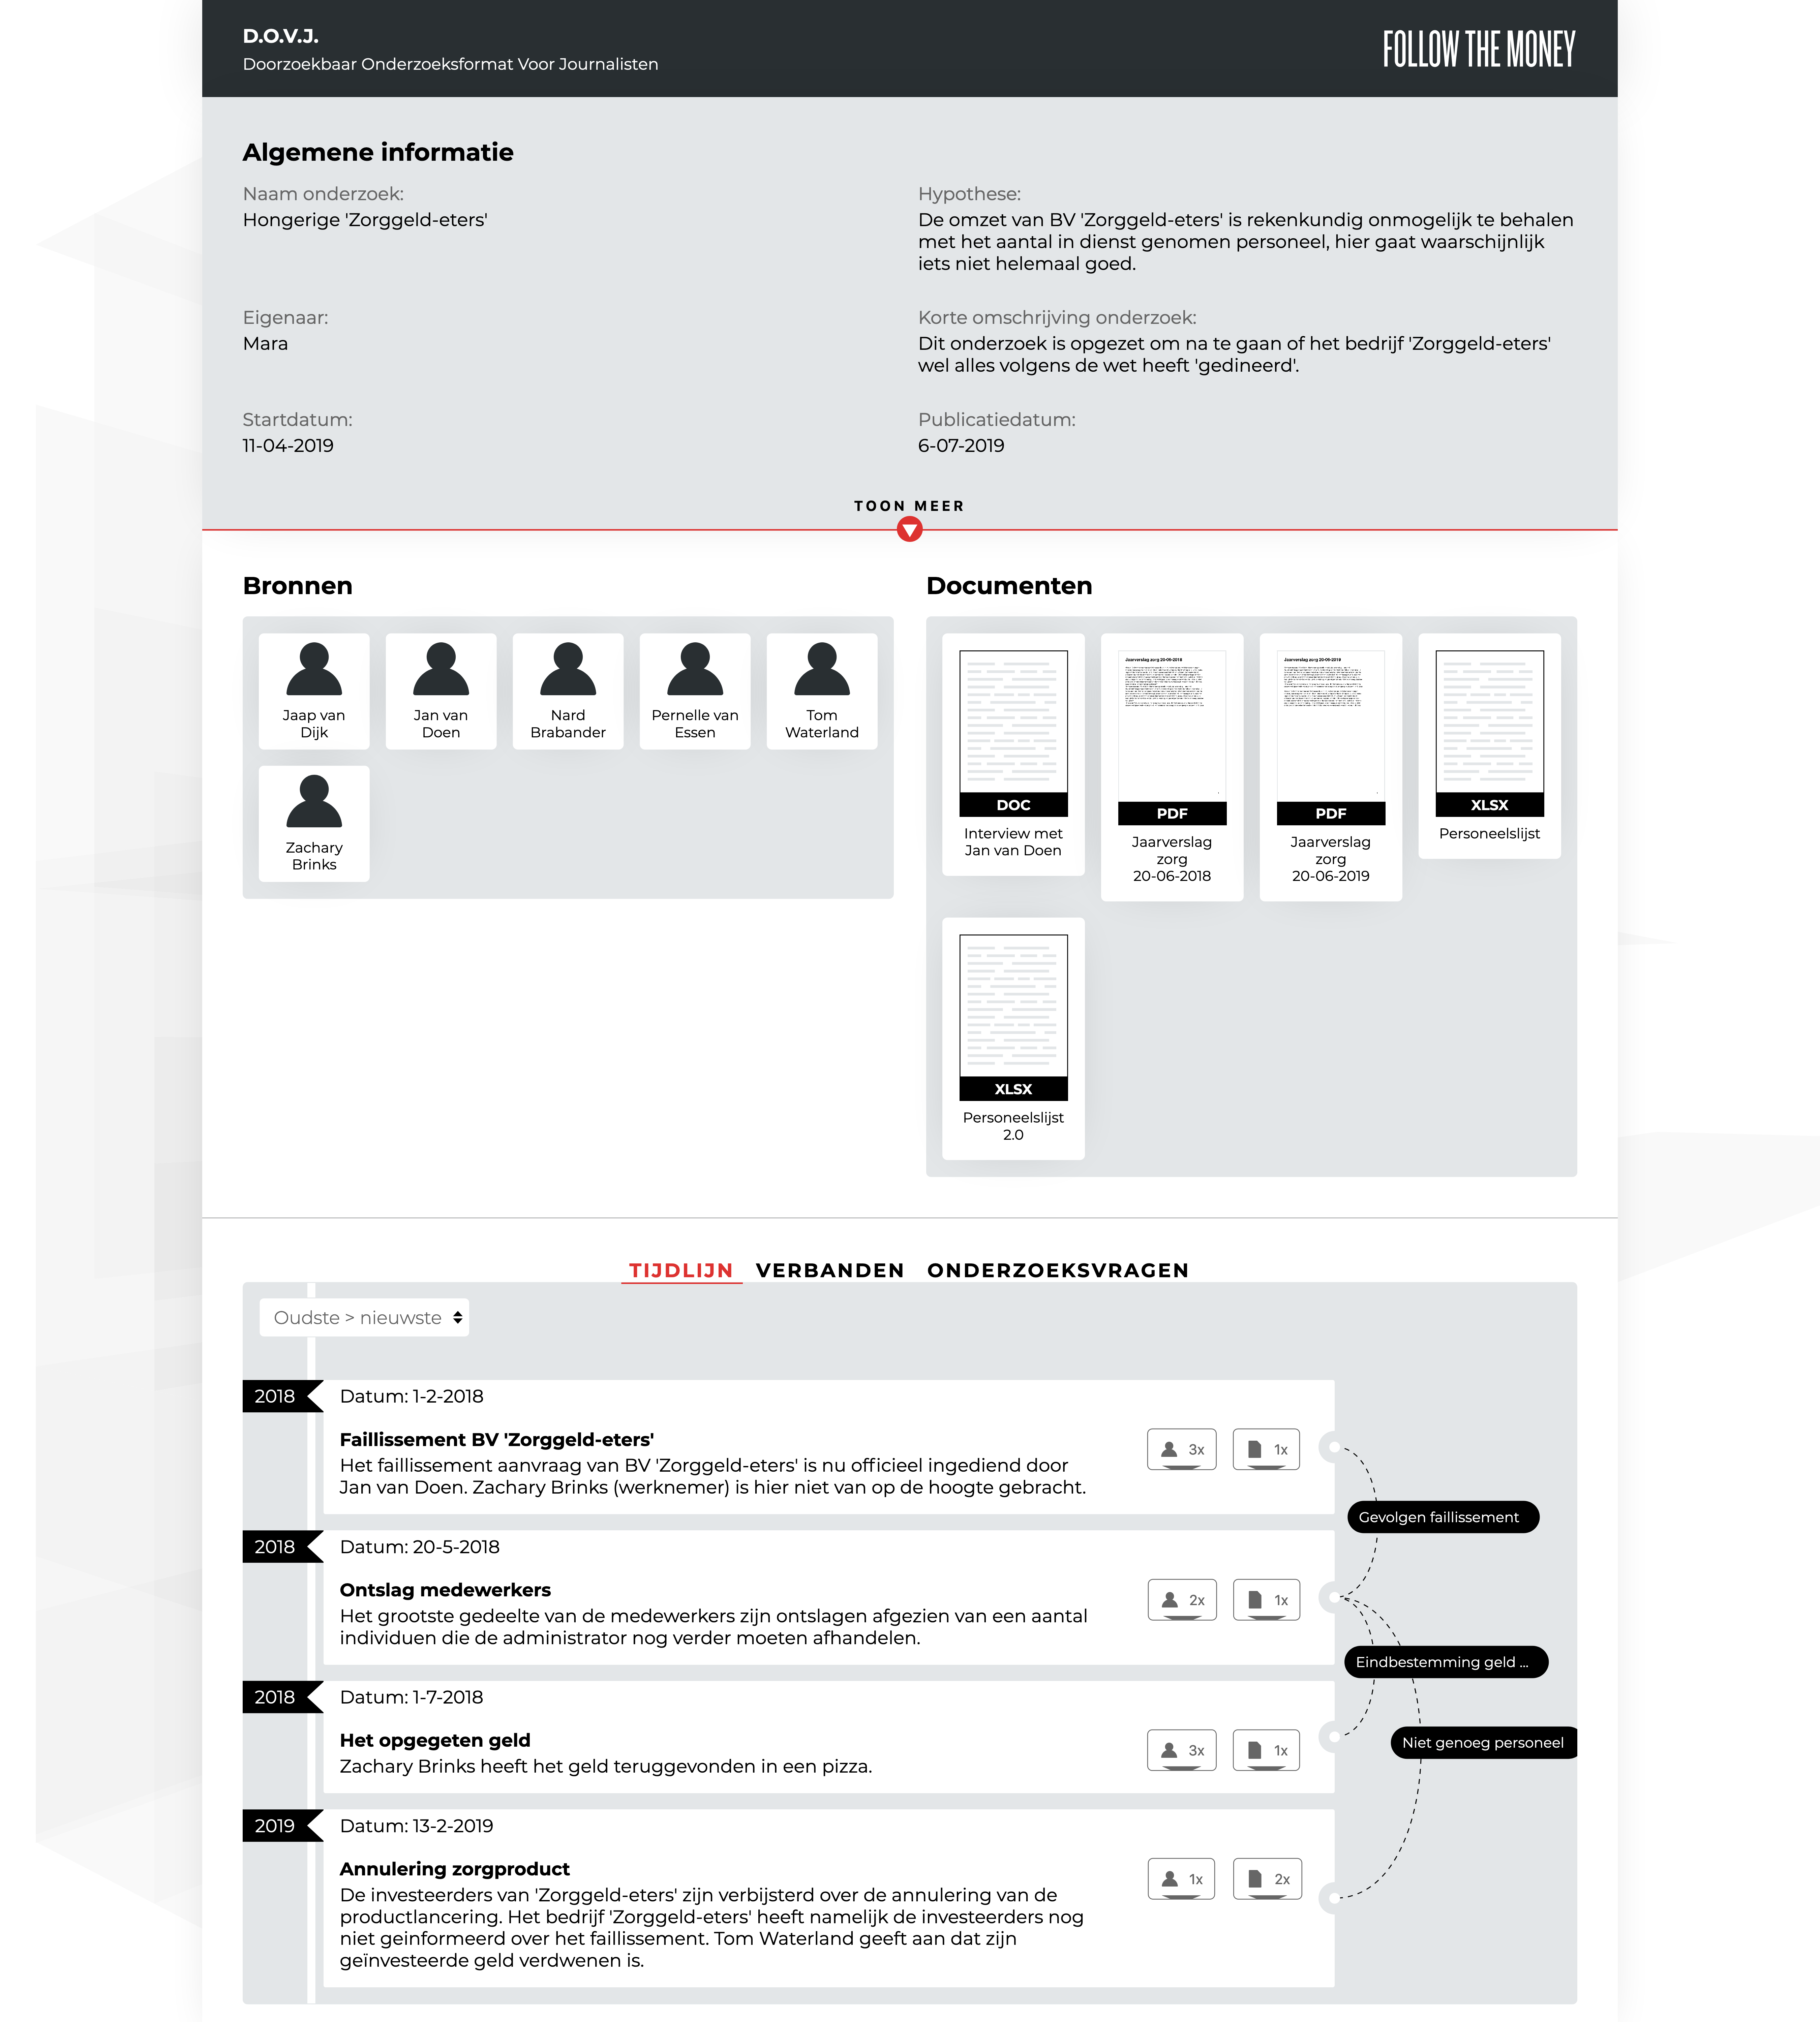 D.O.V.J.
Doorzoekbaar Onderzoeksformat Voor Journalisten
FOLLOW THE MONEY
Algemene informatie
Naam onderzoek:
Hongerige 'Zorggeld-eters'
Hypothese:
De omzet van BV 'Zorggeld-eters' is rekenkundig onmogelijk te behalen
met het aantal in dienst genomen personeel, hier gaat waarschijnlijk
iets niet helemaal goed.
Eigenaar:
Mara
Korte omschrijving onderzoek:
Dit onderzoek is opgezet om na te gaan of het bedrijf 'Zorggeld-eters'
wel alles volgens de wet heeft 'gedineerd'.
Startdatum:
11-04-2019
Publicatiedatum:
6-07-2019
TOON MEER
Bronnen
Jaap van
Dijk
Jan van
Doen
Nard
Brabander
Pernelle van
Essen
Tom
Waterland
Zachary
Brinks
Documenten
DOC
Interview met
Jan van Doen
Jaarverslag zorg 20-09-2018
PDF
Jaarverslag
zorg
20-06-2018
Jaarverslag zorg 20-09-2018
PDF
Jaarverslag
zorg
20-06-2019
XLSX
Personeelslijst
XLSX
Personeelslijst
2.0
TIJDLIJN VERBANDEN ONDERZOEKSVRAGEN
Oudste > nieuwste
2018
Datum: 1-2-2018
Faillissement BV 'Zorggeld-eters'
Het faillissement aanvraag van BV 'Zorggeld-eters' is nu officieel ingediend door
Jan van Doen. Zachary Brinks (werknemer) is hier niet van op de hoogte gebracht.
3x
1x
Gevolgen faillissement
2018
Datum: 20-5-2018
Ontslag medewerkers
Het grootste gedeelte van de medewerkers zijn ontslagen afgezien van een aantal
individuen die de administrator nog verder moeten afhandelen.
2x
1x
Eindbestemming geld ...
2018
Datum: 1-7-2018
Het opgegeten geld
Zachary Brinks heeft het geld teruggevonden in een pizza.
3x
1x
Niet genoeg personeel
2019
Datum: 13-2-2019
Annulering zorgproduct
De investeerders van 'Zorggeld-eters' zijn verbijsterd over de annulering van de
productlancering. Het bedrijf 'Zorggeld-eters' heeft namelijk de investeerders nog
niet geinformeerd over het faillissement. Tom Waterland geeft aan dat zijn
geïnvesteerde geld verdwenen is.
1x
2x